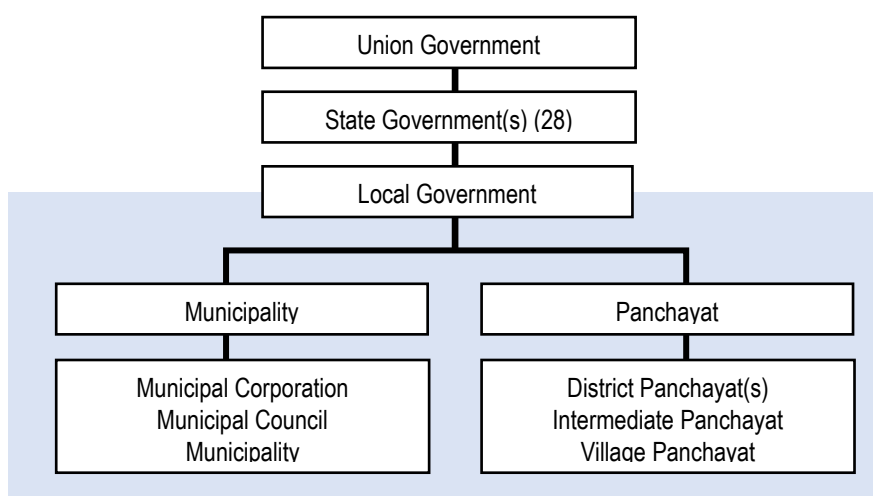 Union Government
State Government(s) (28)
Local Government
Municipality
Panchayat
Municipal Corporation
Municipal Council
Municipality
District Panchayat(s)
Intermediate Panchayat
Village Panchayat